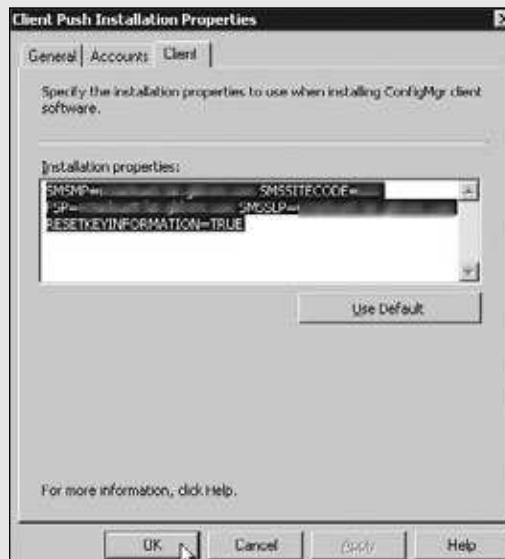 Client Push Installation Properties
General Accounts Client
Specify the installation properties to use when installing ConfigMgr client
software.
Installation properties:
SMSMP= SMSSITECODE=
FSP= SMSSLP=
RESETKEYINFORMATION=TRUE
Use Default
For more information, click Help.
OK Cancel Apply Help